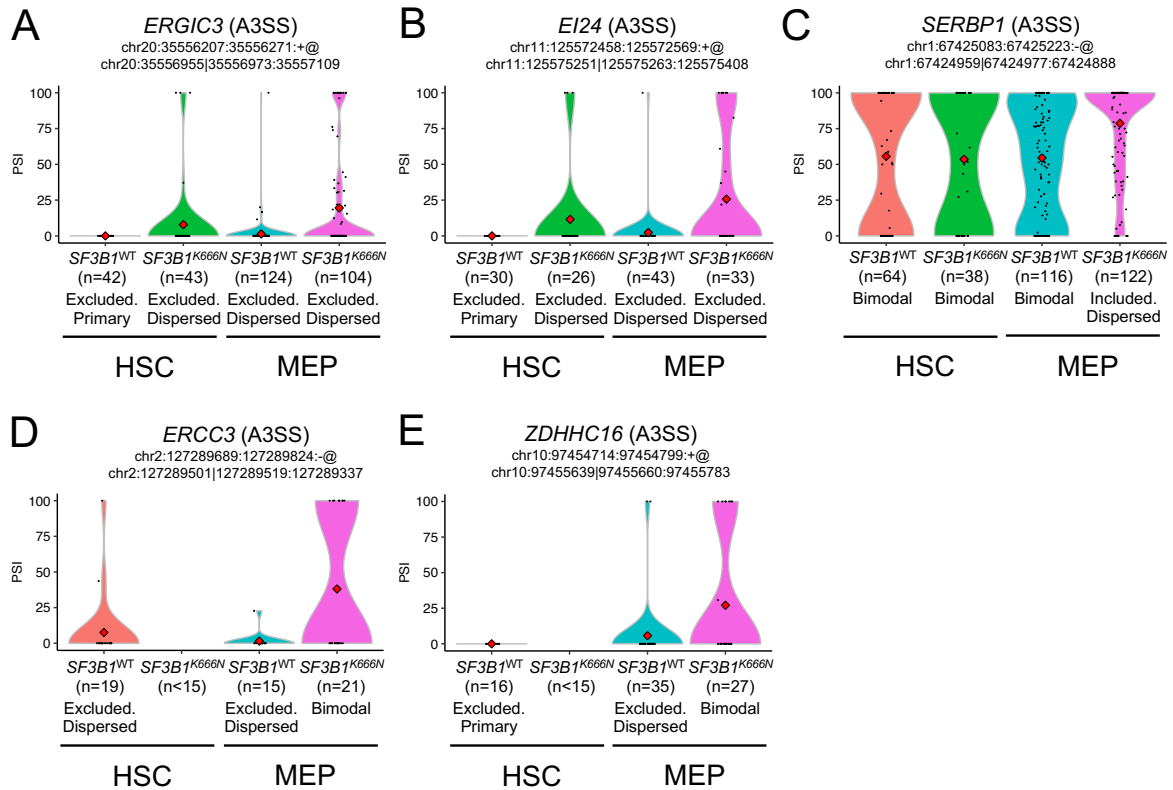 A
ERGIC3 (A3SS)
chr20:35556207:35556271:+@
chr20:35556955|35556973:35557109
PSI
100
75
50
25
0
SF3B1WT SF3B1K666N SF3B1WT SF3B1K666N
(n=42) (n=43) (n=124) (n=104)
Excluded. Excluded. Excluded. Excluded.
Primary Dispersed Dispersed Dispersed
HSC MEP
B
EI24 (A3SS)
chr11:125572458:125572569:+@
chr11:125575251|125575263:125575408
PSI
100
75
50
25
0
SF3B1WT SF3B1K666N SF3B1WT SF3B1K666N
(n=30) (n=26) (n=43) (n=33)
Excluded. Excluded. Excluded. Excluded.
Primary Dispersed Dispersed Dispersed
HSC MEP
C
SERBP1 (A3SS)
chr1:67425083:67425223:-@
chr1:67424959|67424977:67424888
PSI
100
75
50
25
0
SF3B1WT SF3B1K666N SF3B1WT SF3B1K666N
(n=64) (n=38) (n=116) (n=122)
Bimodal Bimodal Bimodal Included.
Dispersed
HSC MEP
D
ERCC3 (A3SS)
chr2:127289689:127289824:-@
chr2:127289501|127289519:127289337
PSI
100
75
50
25
0
SF3B1WT SF3B1K666N SF3B1WT SF3B1K666N
(n=19) (n<15) (n=15) (n=21)
Excluded. Excluded. Bimodal
Dispersed Dispersed
HSC MEP
E
ZDHHC16 (A3SS)
chr10:97454714:97454799:+@
chr10:97455639|97455660:97455783
PSI
100
75
50
25
0
SF3B1WT SF3B1K666N SF3B1WT SF3B1K666N
(n=16) (n<15) (n=35) (n=27)
Excluded. Excluded. Bimodal
Primary Dispersed
HSC MEP